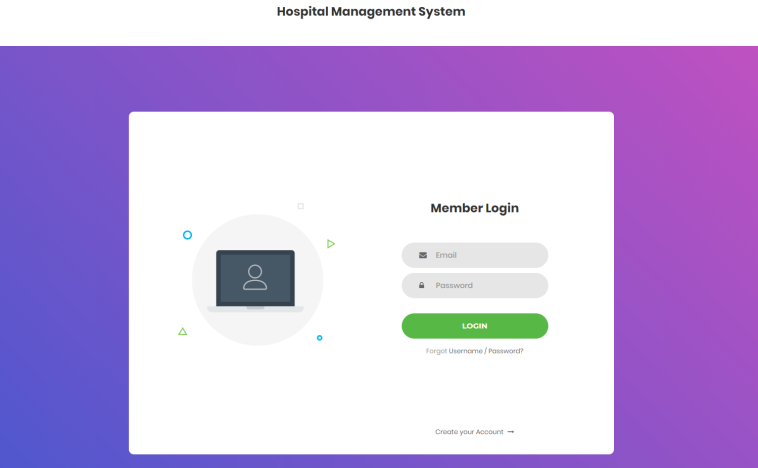 Hospital Management System
Member Login
Email
Password
LOGIN
Forgot Username / Password?
Create your Account →